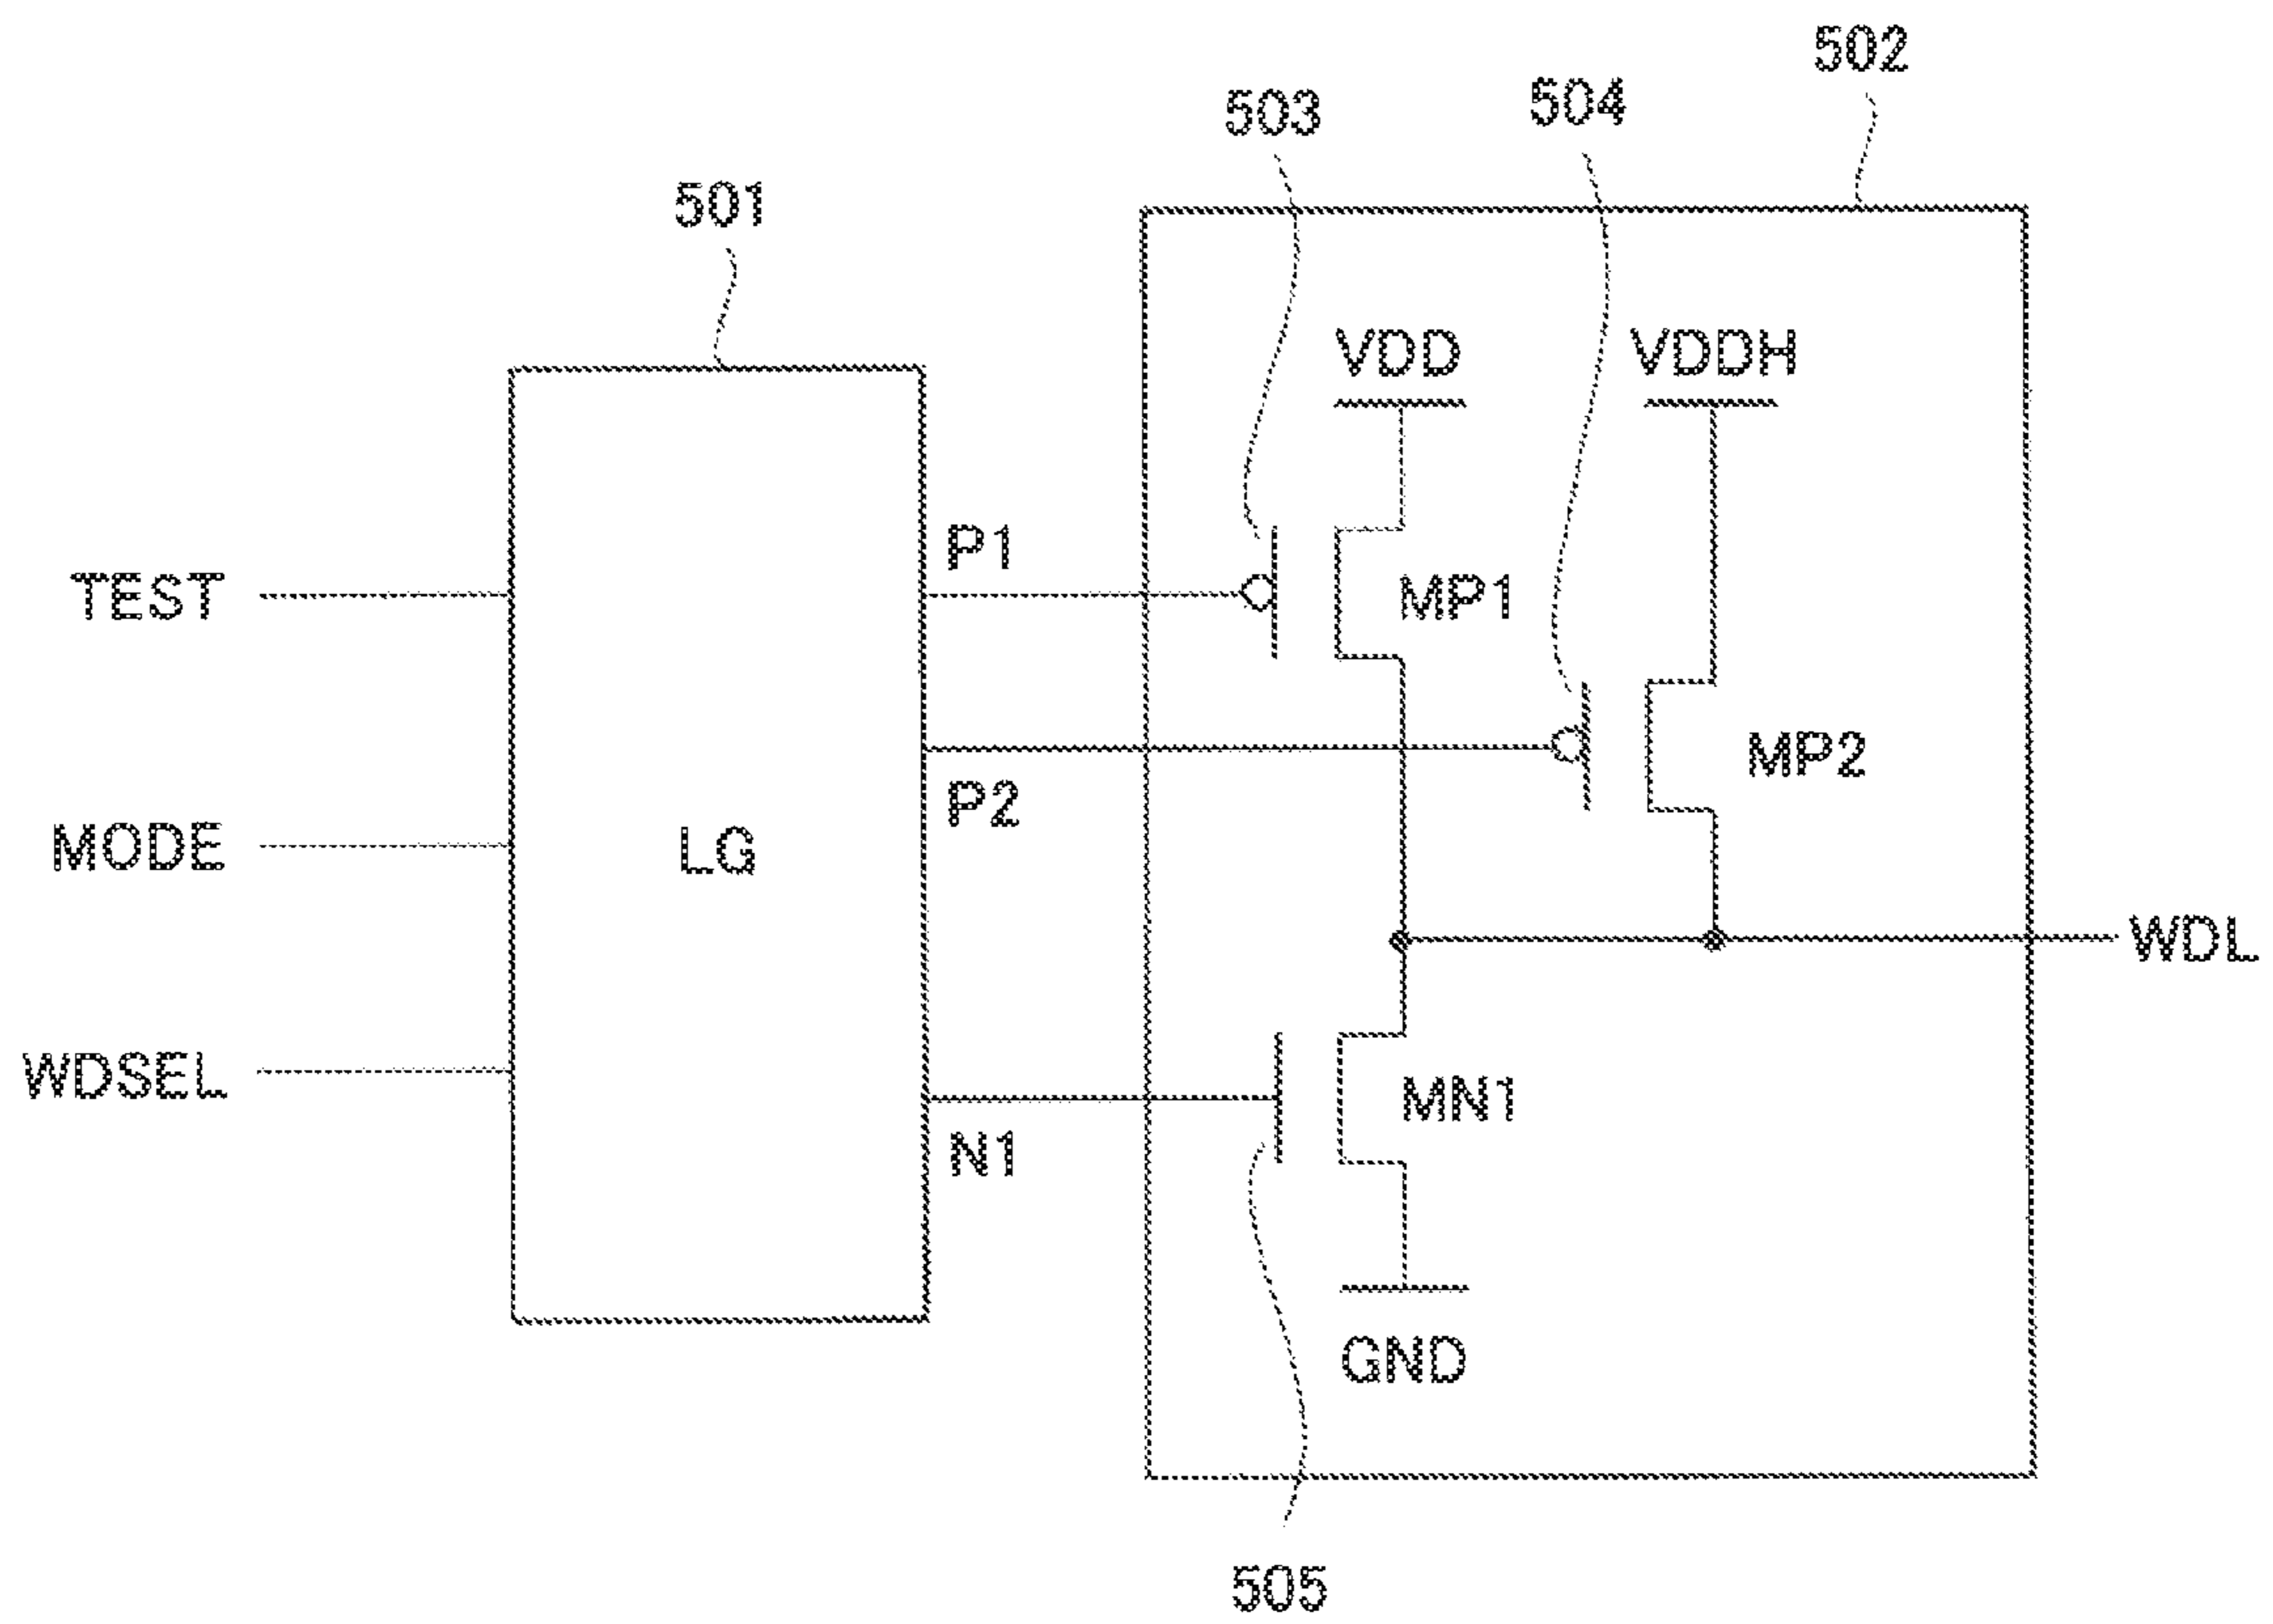 502
504
503
501
VDD
VDDH
P1
TEST
MP1
MP2
P2
MODE
LG
WDL
WDSEL
MN1
N1
GND
505